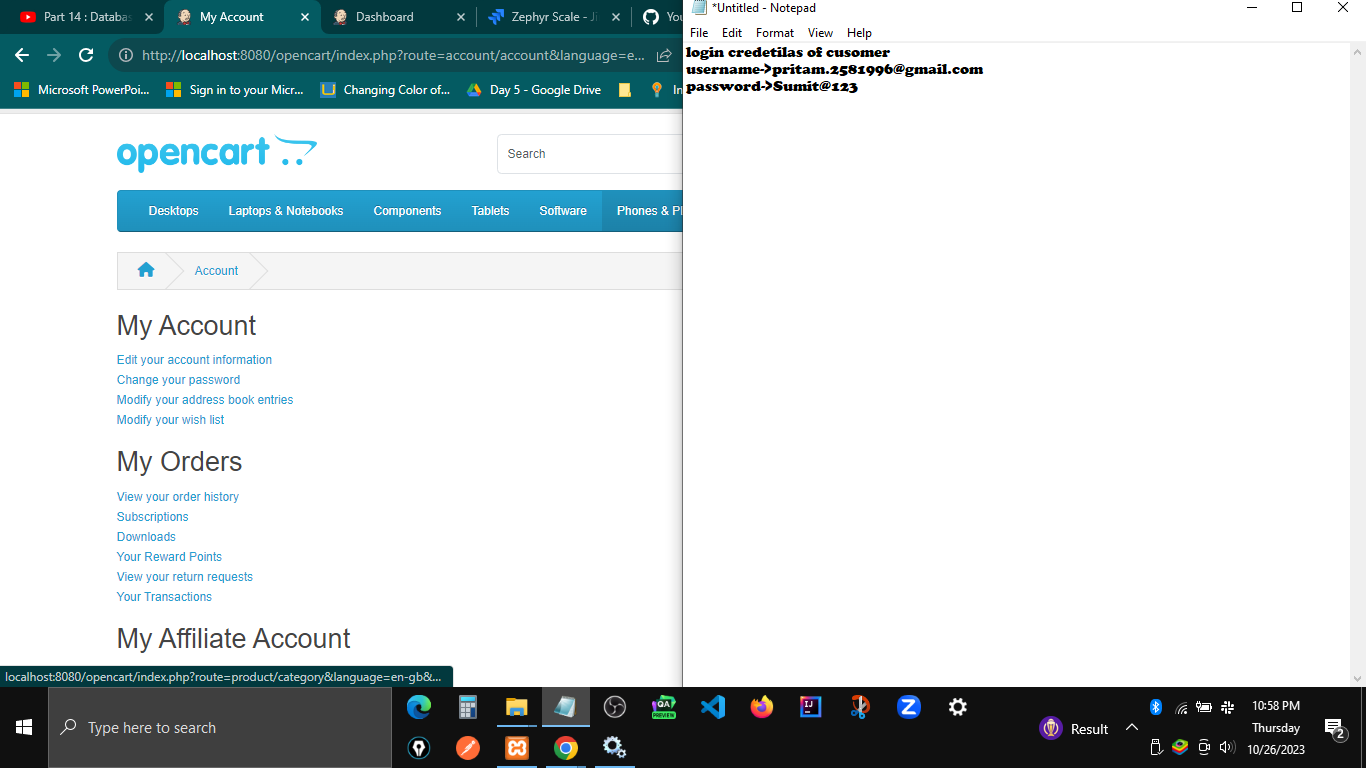 Part 14 : Databas
My Account
Dashboard
Zephyr Scale - Ji
You
http://localhost:8080/opencart/index.php?route=account/account&language=e...
Microsoft PowerPoi...
Sign in to your Micr...
Changing Color of...
Day 5 - Google Drive
In
opencart
Search
Desktops
Laptops & Notebooks
Components
Tablets
Software
Phones & P
Account
My Account
Edit your account information
Change your password
Modify your address book entries
Modify your wish list
My Orders
View your order history
Subscriptions
Downloads
Your Reward Points
View your return requests
Your Transactions
My Affiliate Account
localhost:8080/opencart/index.php?route=product/category&language=en-gb&...
*Untitled - Notepad
File Edit Format View Help
login credetilas of cusomer
username->pritam.2581996@gmail.com
password->Sumit@123
Type here to search
QA
PREVIEW
IJ
Result
10:58 PM
Thursday
10/26/2023
2